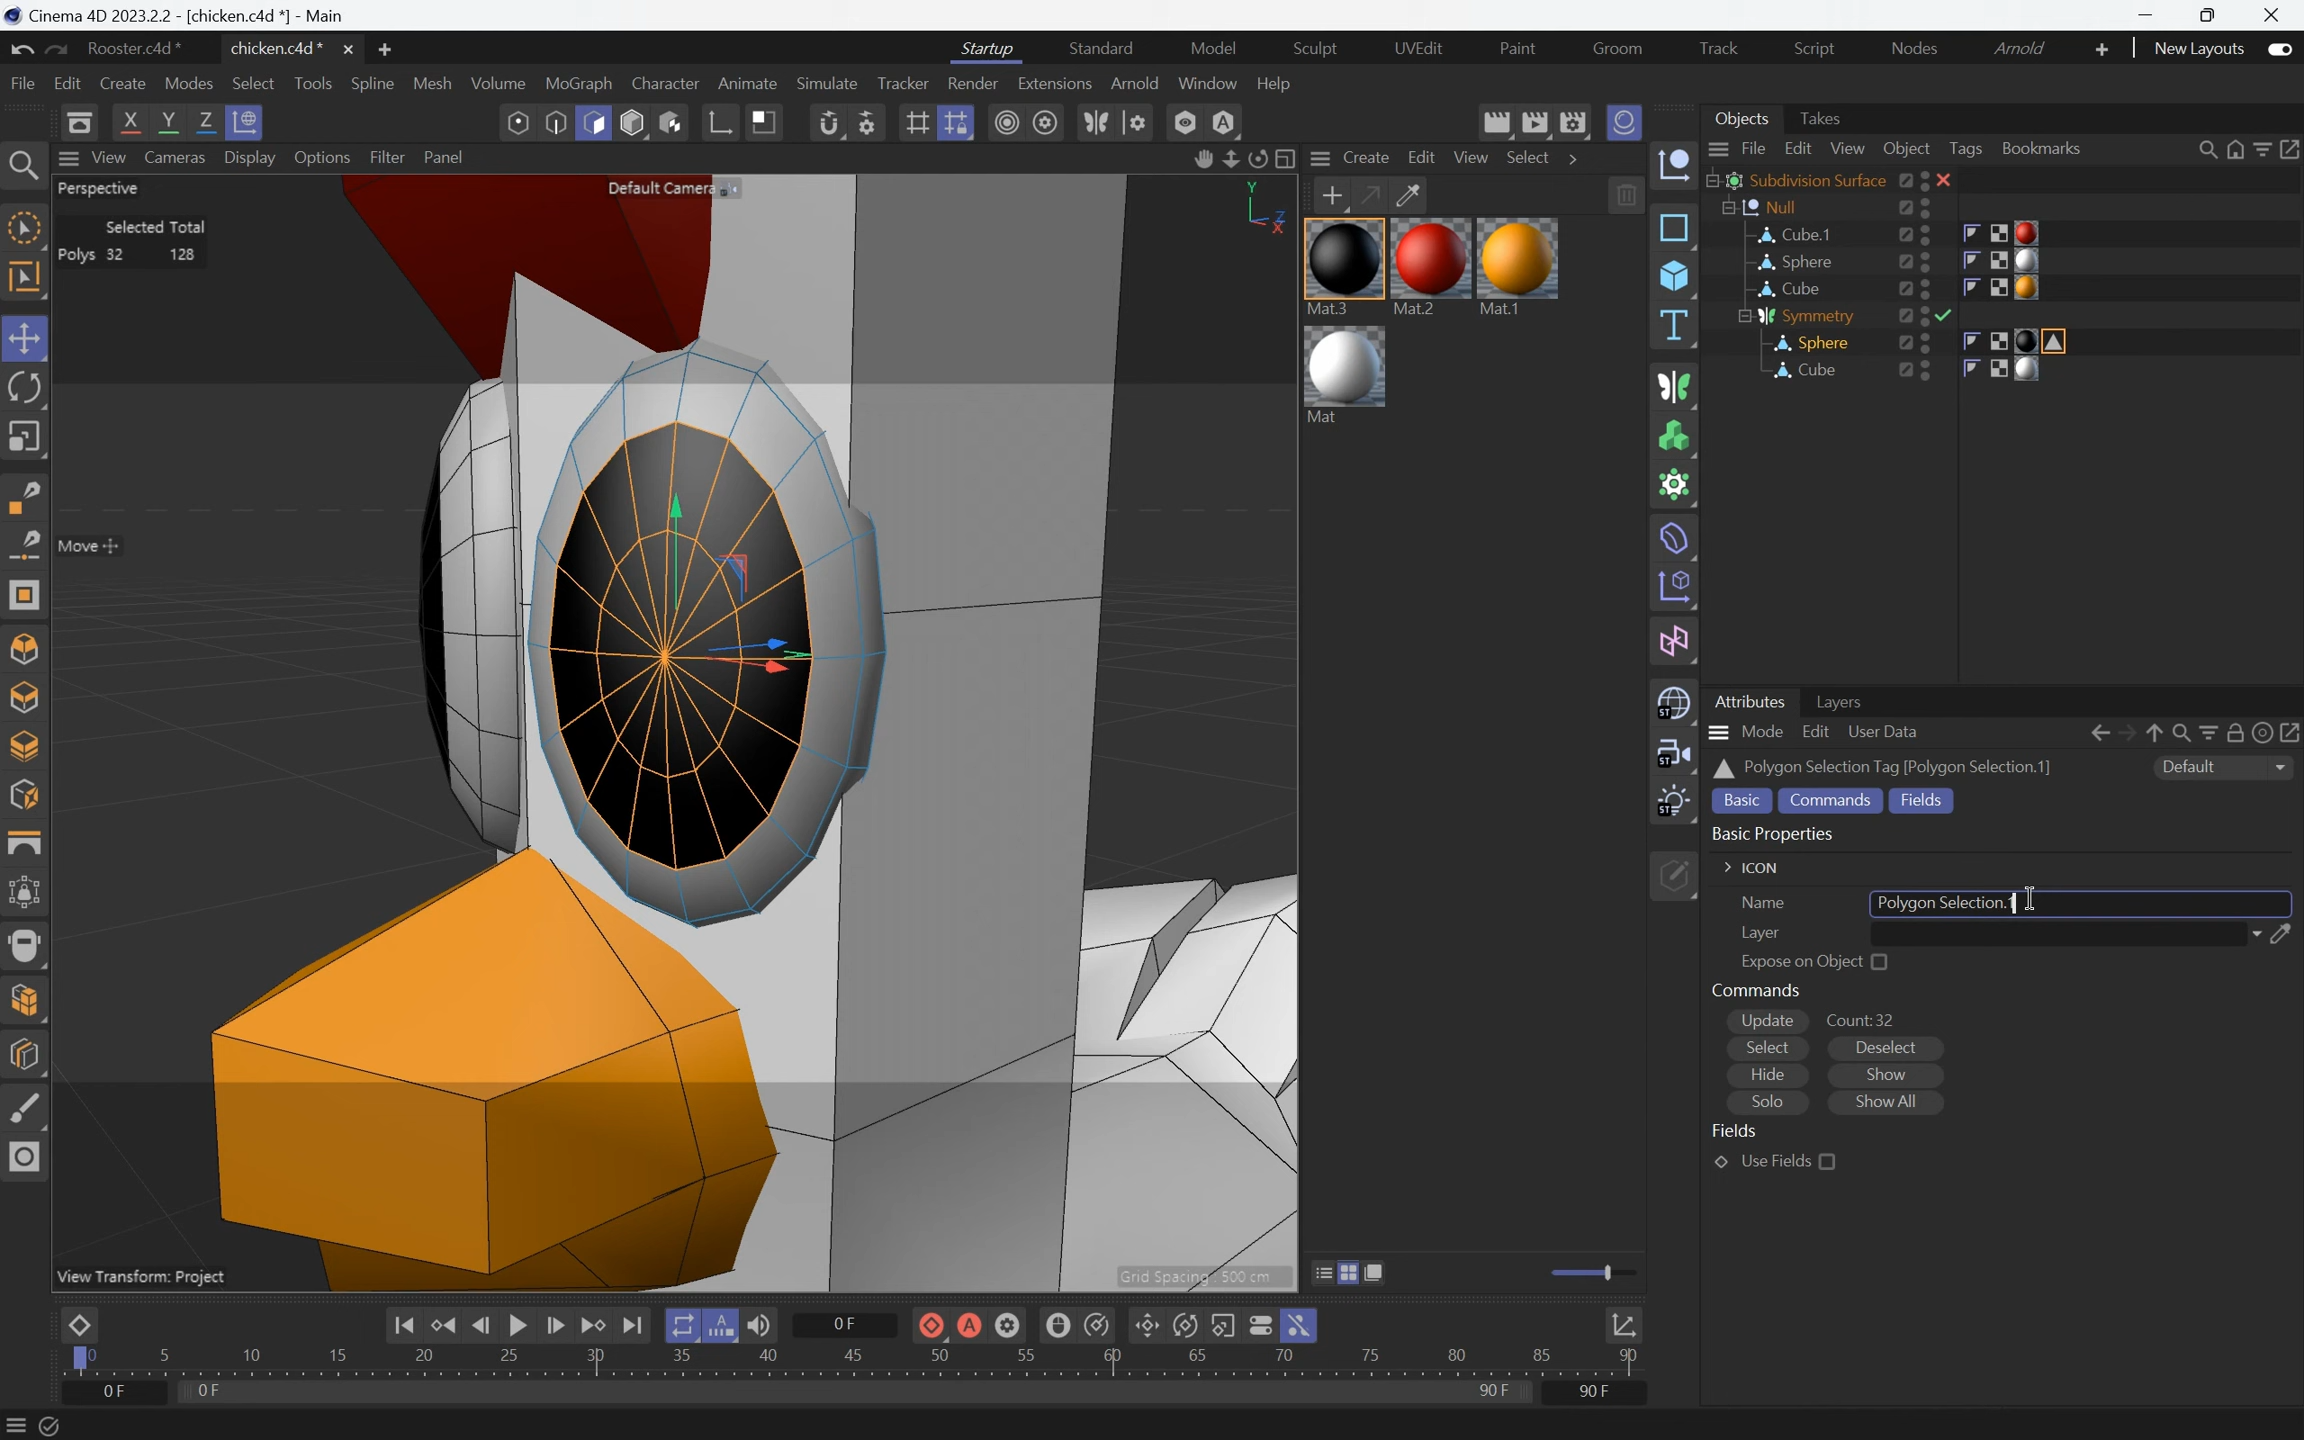 Cinema 4D 2023.2.2 - [chicken.c4d *] - Main
Rooster.c4d *
chicken.c4d *
Startup
Standard
Model
Sculpt
UVEdit
Paint
Groom
Track
Script
Nodes
Arnold
New Layouts
File Edit Create Modes Select Tools Spline Mesh Volume MoGraph Character Animate Simulate Tracker Render Extensions Arnold Window Help
X Y Z
Objects Takes
View Cameras Display Options Filter Panel
Create Edit View Select
File Edit View Object Tags Bookmarks
Perspective
Default Camera
Y
Z
X
Selected Total
Polys 32 128
Move
Subdivision Surface
Null
Cube.1
Sphere
Cube
Symmetry
Sphere
Cube
Mat.3
Mat.2
Mat.1
Mat
Attributes Layers
Mode Edit User Data
Polygon Selection Tag [Polygon Selection.1]
Default
Basic
Commands
Fields
Basic Properties
ICON
Name
Polygon Selection.1
Layer
Expose on Object
Commands
Update
Count: 32
Select
Deselect
Hide
Show
Solo
Show All
Fields
Use Fields
ST
ST
ST
View Transform: Project
Grid Spacing : 500 cm
A
0 F
A
0 5 10 15 20 25 30 35 40 45 50 55 60 65 70 75 80 85 90
0 F
0 F
90 F
90 F